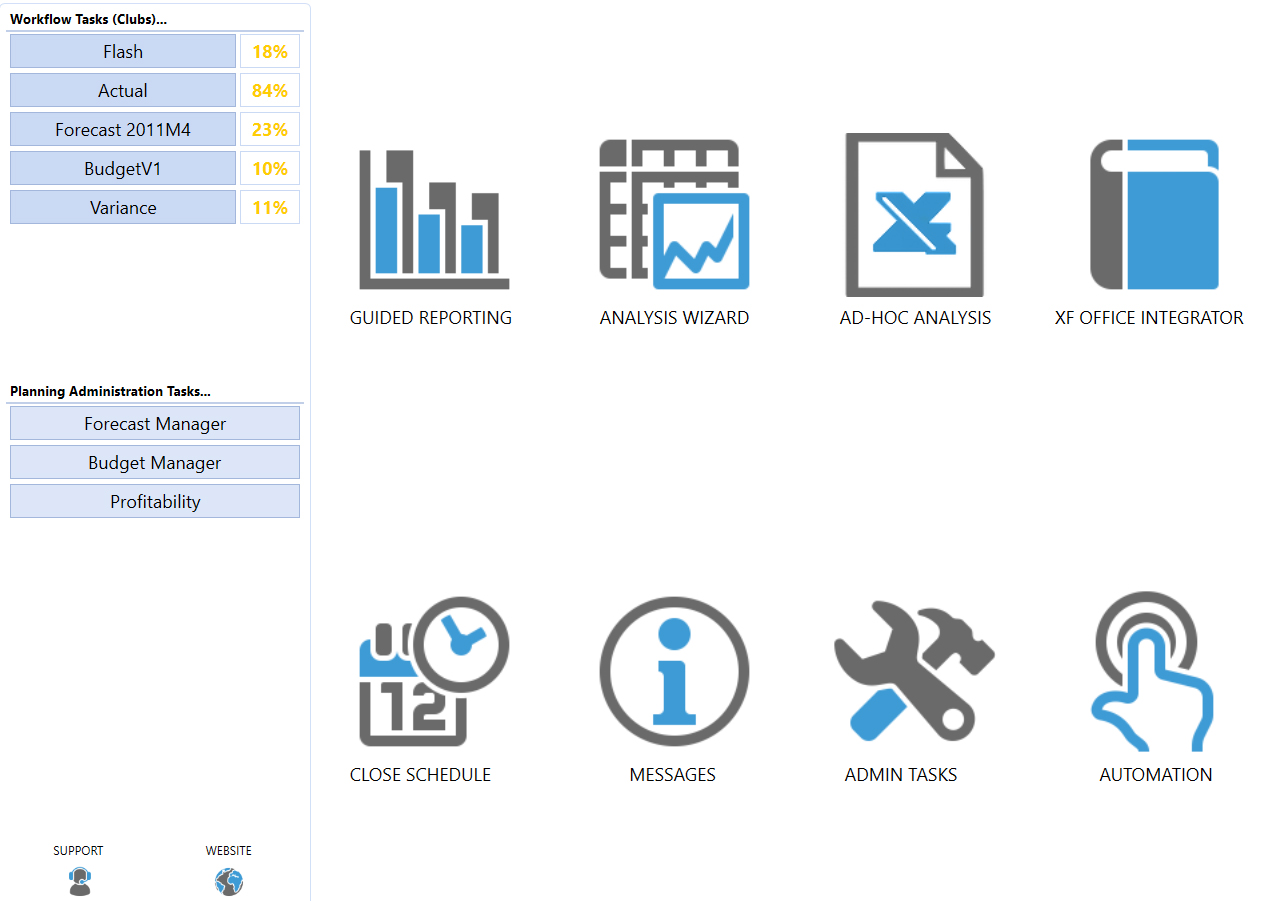 Workflow Tasks (Clubs)...
Flash 18%
Actual 84%
Forecast 2011M4 23%
BudgetV1 10%
Variance 11%
Planning Administration Tasks...
Forecast Manager
Budget Manager
Profitability
SUPPORT WEBSITE
GUIDED REPORTING ANALYSIS WIZARD AD-HOC ANALYSIS XF OFFICE INTEGRATOR
12
CLOSE SCHEDULE MESSAGES ADMIN TASKS AUTOMATION